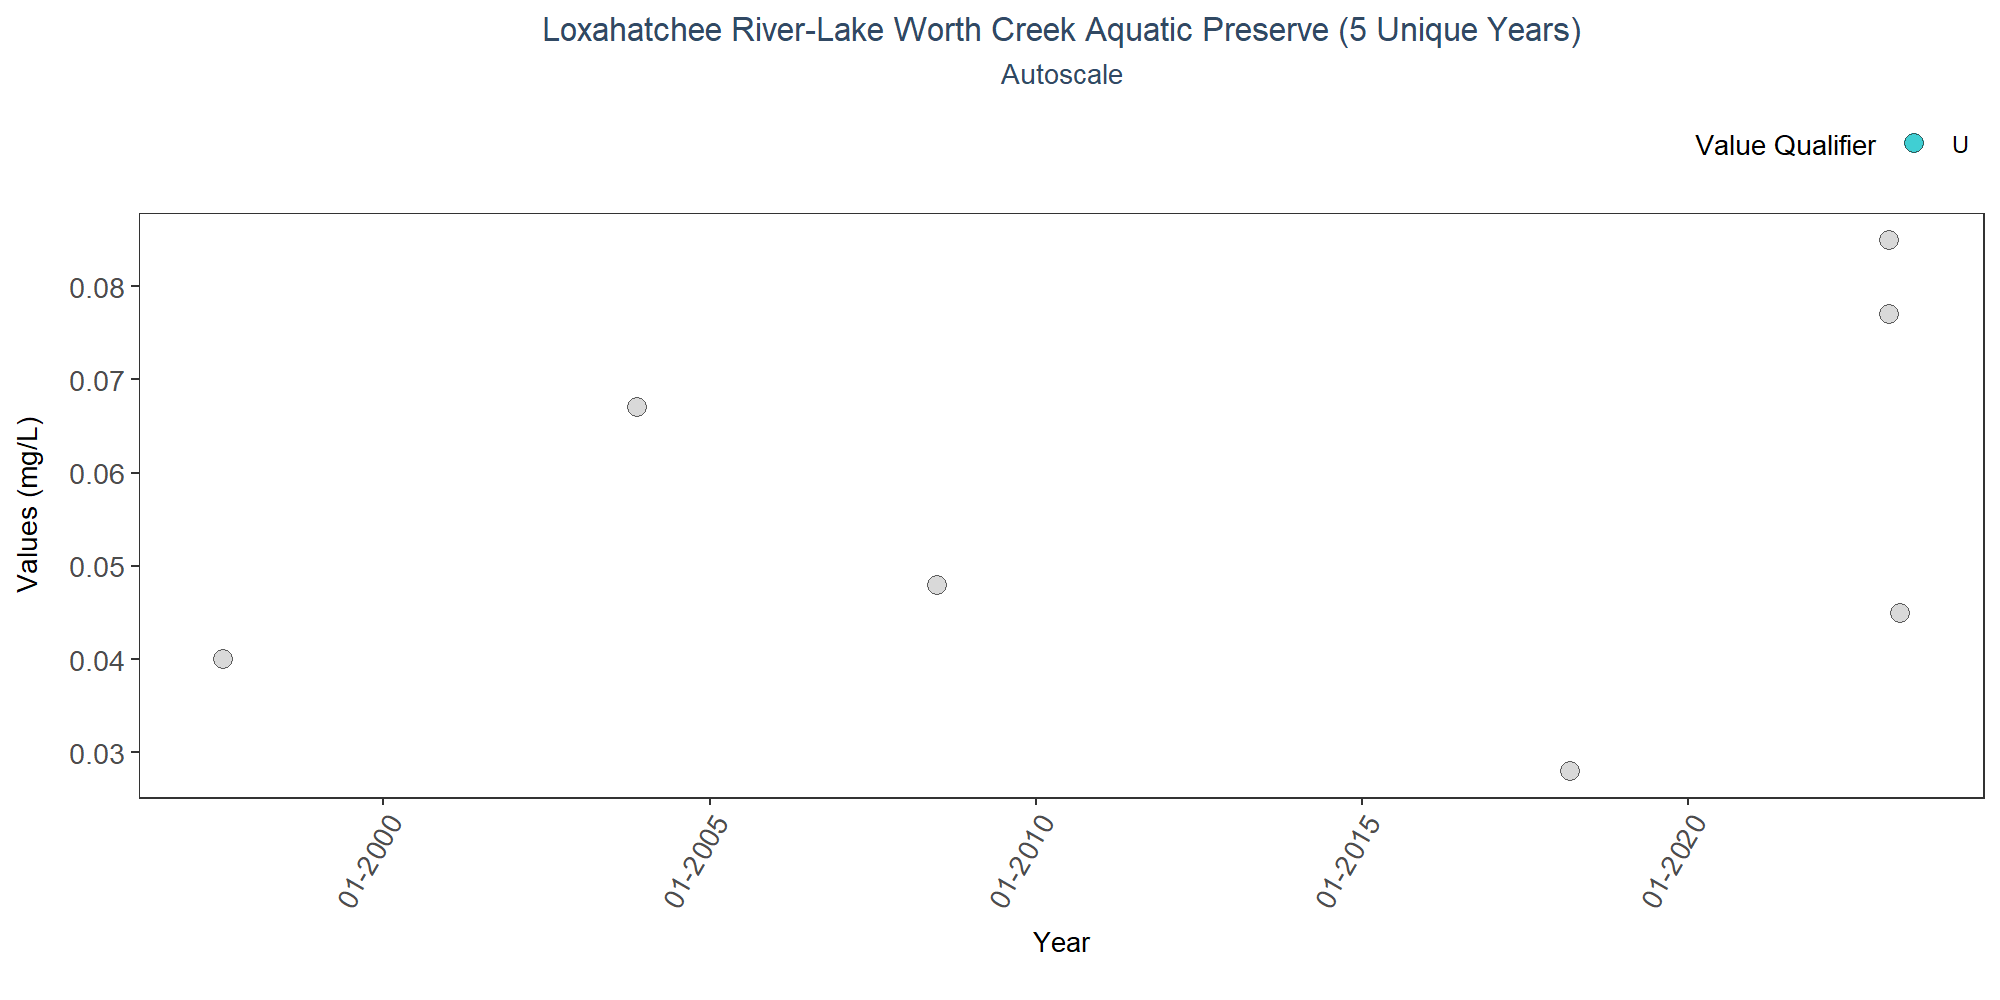 Loxahatchee River-Lake Worth Creek Aquatic Preserve (5 Unique Years)
Autoscale
Value Qualifier U
Values (mg/L)
0.08
0.07
0.06
0.05
0.04
0.03
01-2000
01-2005
01-2010
01-2015
01-2020
Year